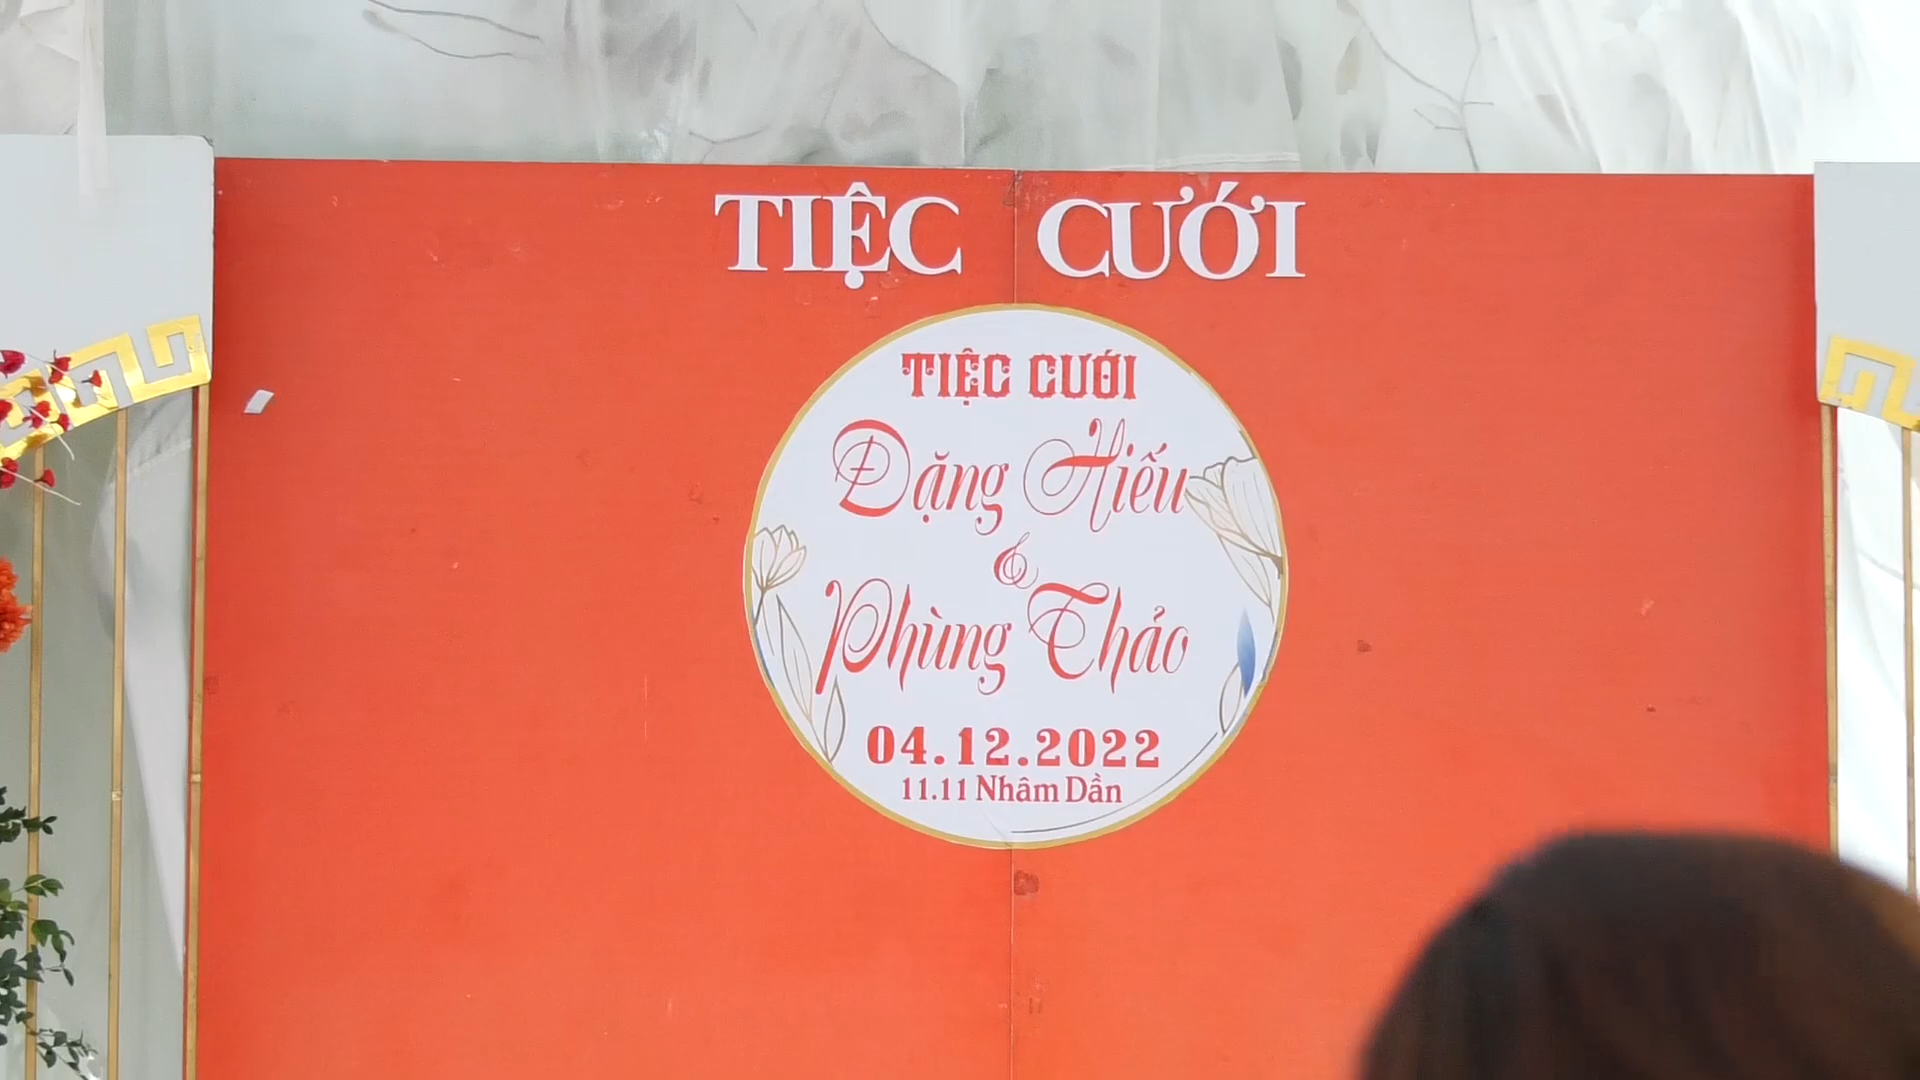 TIỆC CƯỚI
TIỆC CƯỚI
Đặng Hiếu
&
Phùng Thảo
04.12.2022
11.11 Nhâm Dần